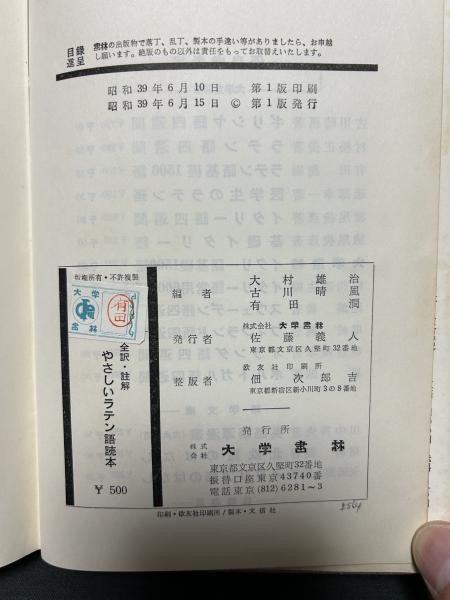 目録進呈
書林の出版物で落丁、乱丁、製本の手違い等がありましたら、お申越
し願います。絶版のもの以外は責任をもってお取替えいたします。
昭和39年6月10日 第1版印刷
昭和39年6月15日 © 第1版発行
版権所有・不許複製
大学
書林
有田
全訳・註解
やさしいラテン語読本
¥ 500
編者
大村雄治
古川晴風
有田潤
発行者
株式会社 大学書林
佐藤義人
東京都文京区久堅町32番地
整版者
欧友社印刷所
佃次郎吉
東京都新宿区新小川町3の8番地
発行所
株式会社 大学書林
東京都文京区久堅町32番地
振替口座東京43740番
電話東京(812)6281~3
印刷・欧友社印刷所/製本・文信社